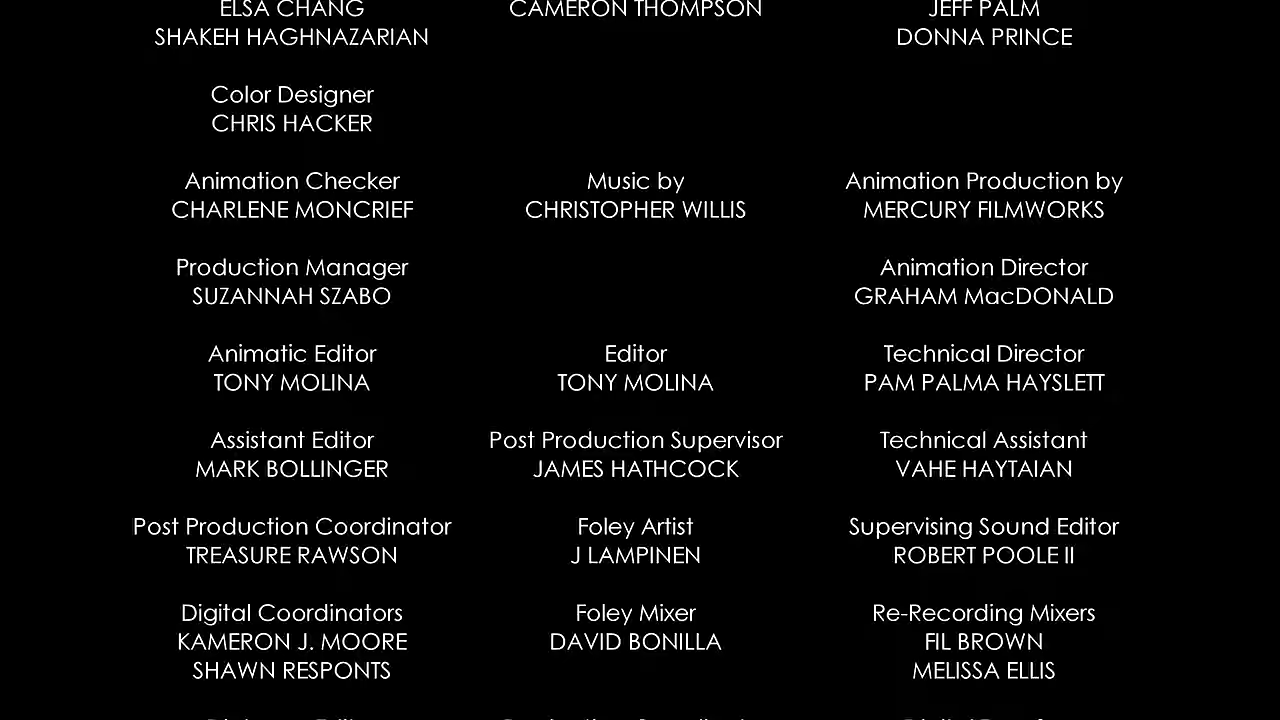 ELSA CHANG
CAMERON THOMPSON
JEFF PALM
SHAKEH HAGHNAZARIAN
DONNA PRINCE
Color Designer
CHRIS HACKER
Animation Checker
Music by
Animation Production by
CHARLENE MONCRIEF
CHRISTOPHER WILLIS
MERCURY FILMWORKS
Production Manager
Animation Director
SUZANNAH SZABO
GRAHAM MacDONALD
Animatic Editor
Editor
Technical Director
TONY MOLINA
TONY MOLINA
PAM PALMA HAYSLETT
Assistant Editor
Post Production Supervisor
Technical Assistant
MARK BOLLINGER
JAMES HATHCOCK
VAHE HAYTAIAN
Post Production Coordinator
Foley Artist
Supervising Sound Editor
TREASURE RAWSON
J LAMPINEN
ROBERT POOLE II
Digital Coordinators
Foley Mixer
Re-Recording Mixers
KAMERON J. MOORE
DAVID BONILLA
FIL BROWN
SHAWN RESPONTS
MELISSA ELLIS